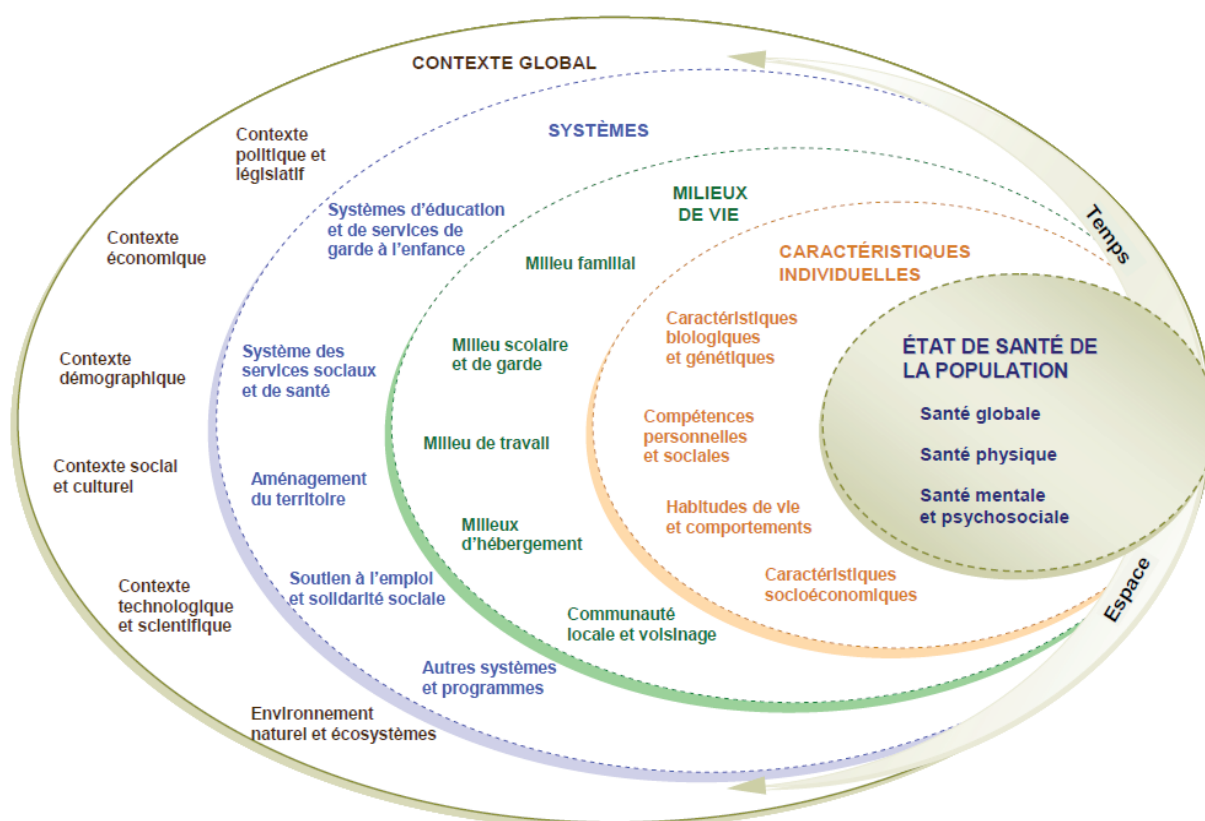 CONTEXTE GLOBAL
Contexte
politique et
législatif
Contexte
économique
Contexte
démographique
Contexte social
et culturel
Contexte
technologique
et scientifique
Environnement
naturel et écosystèmes
SYSTÈMES
Systèmes d'éducation
et de services de
garde à l'enfance
Système des
services sociaux
et de santé
Aménagement
du territoire
Soutien à l'emploi
et solidarité sociale
Autres systèmes
et programmes
MILIEUX
DE VIE
Milieu familial
Milieu scolaire
et de garde
Milieu de travail
Milieux
d'hébergement
Communauté
locale et voisinage
CARACTÉRISTIQUES
INDIVIDUELLES
Caractéristiques
biologiques
et génétiques
Compétences
personnelles
et sociales
Habitudes de vie
et comportements
Caractéristiques
socioéconomiques
ÉTAT DE SANTÉ DE
LA POPULATION
Santé globale
Santé physique
Santé mentale
et psychosociale
Temps
Espace